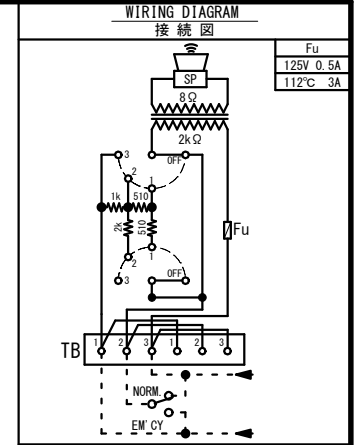 WIRING DIAGRAM
接続図
Fu
125V 0.5A
112℃ 3A
SP
8Ω
2kΩ
3 OFF
2
1
1k 510
2k 510
Fu
2 1
3 OFF
TB 1 2 3 1 2 3
NORM.
EM'CY